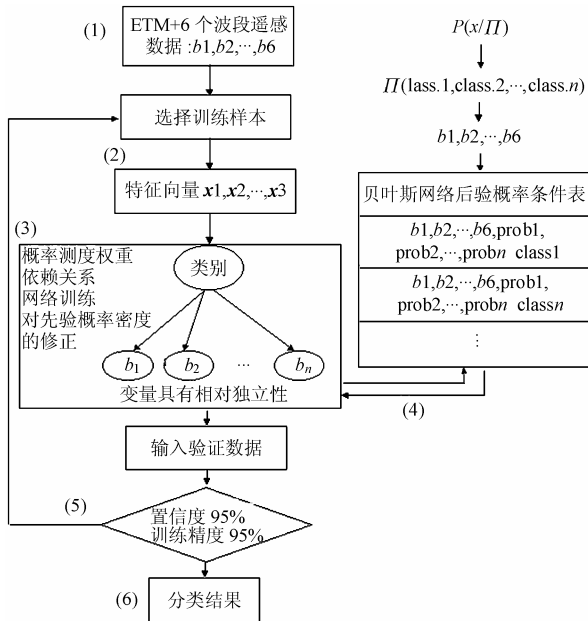 (1)
ETM+6 个波段遥感
数据:b1,b2,···,b6
选择训练样本
(2)
特征向量 x1,x2,···,x3
(3)
概率测度权重
依赖关系
网络训练
对先验概率密度
的修正
类别
b1
b2
···
bn
变量具有相对独立性
输入验证数据
(5)
置信度 95%
训练精度 95%
(6)
分类结果
P(x/Π)
Π(lass.1,class.2,···,class.n)
b1,b2,···,b6
贝叶斯网络后验概率条件表
b1,b2,···,b6,prob1,
prob2,···,probn class1
b1,b2,···,b6,prob1,
prob2,···,probn classn
⋮
(4)